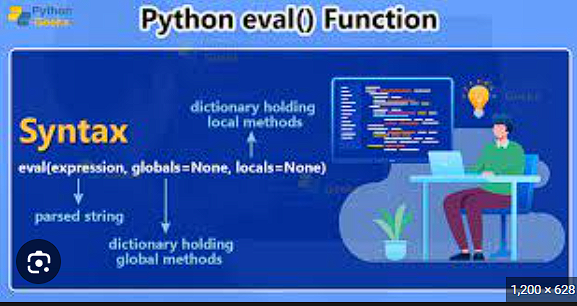 Python
Geeks
Python eval() Function
Syntax
dictionary holding
local methods
eval(expression, globals=None, locals=None)
parsed string
dictionary holding
global methods
1,200 × 628